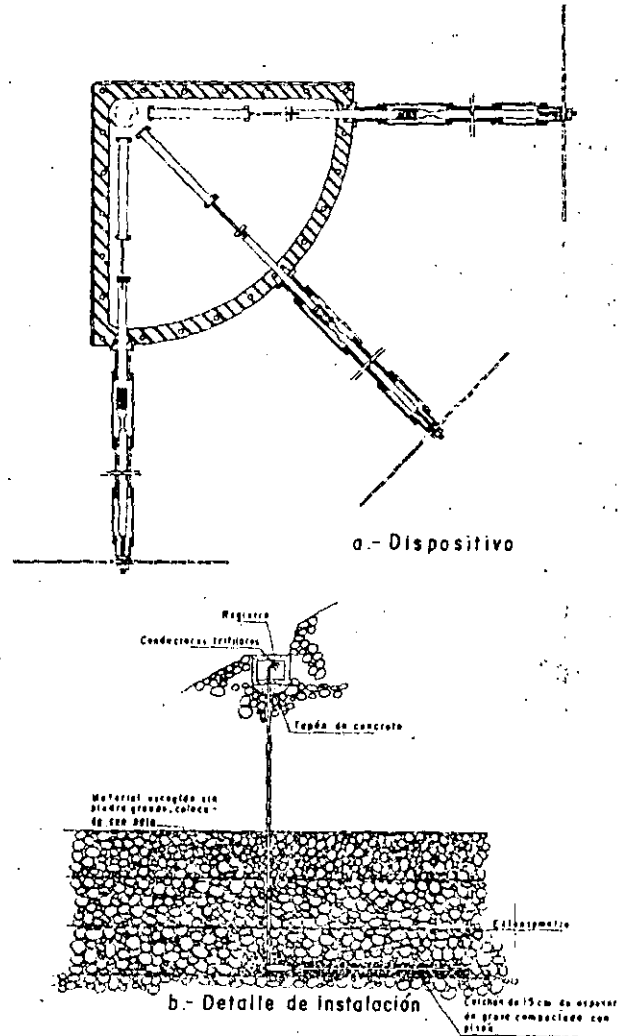 a.- Dispositivo
Registro
Conductores trifilares
Tapón de concreto
Material escogido sin
piedra grande, coloca-
do con pala
Extensómetro
b.- Detalle de instalación
Colchón de 15 cm de espesor
de grava compactada con
pisón